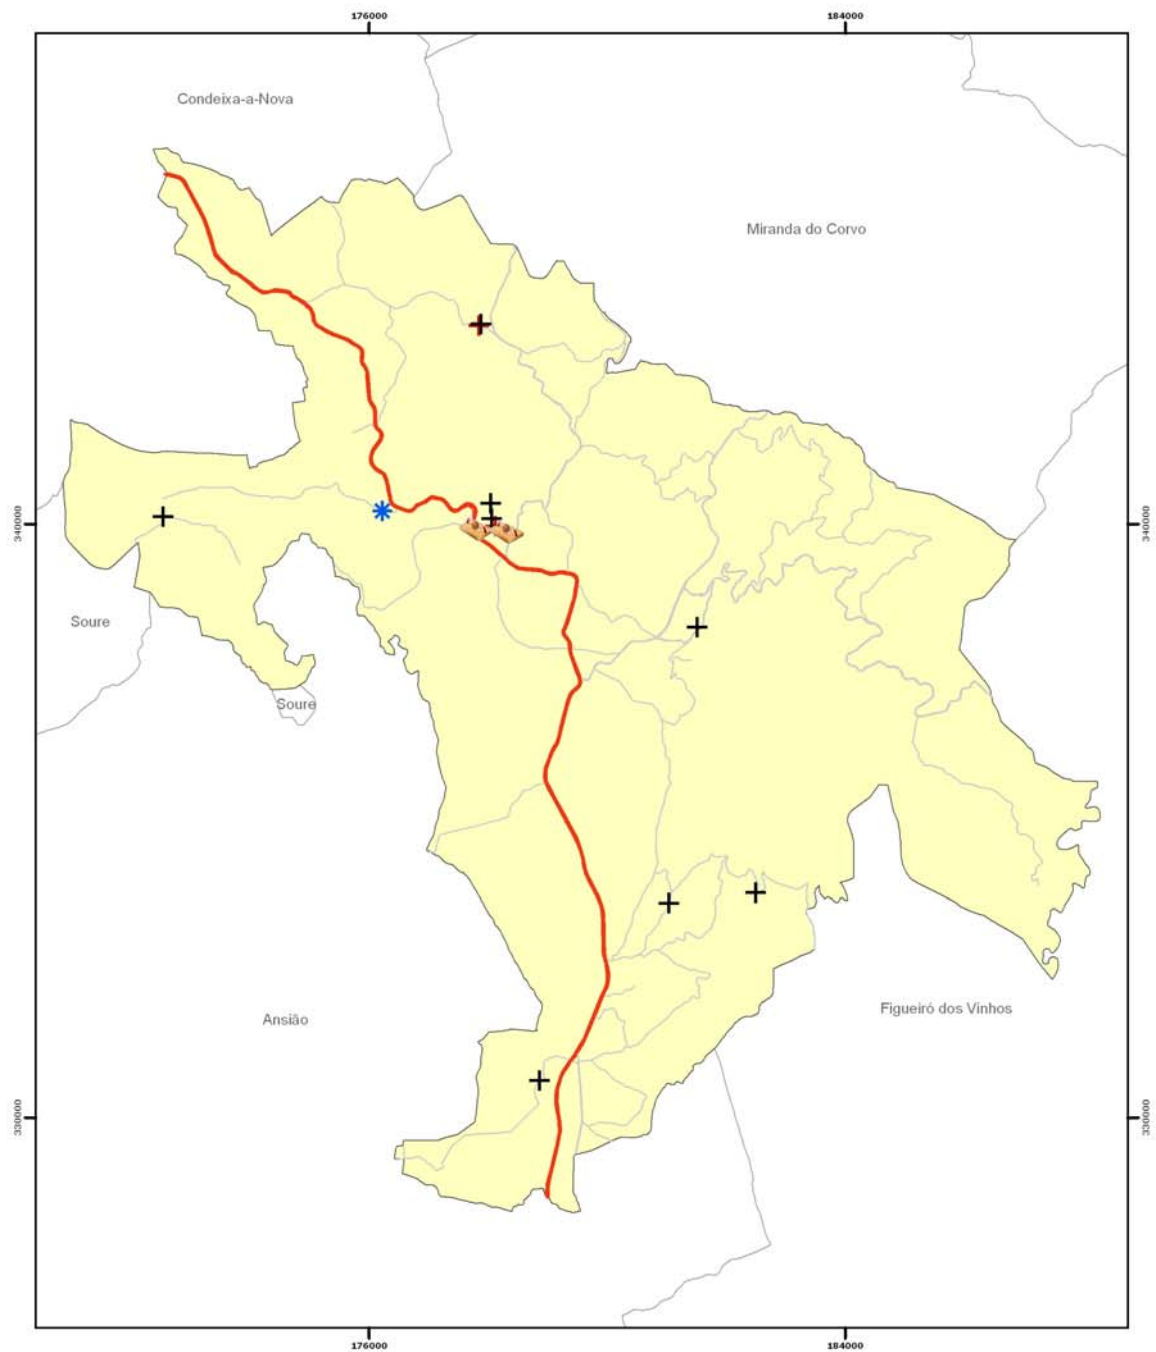 176000 184000
Condeixa-a-Nova
Miranda do Corvo
340000 340000
Soure
Soure
Ansião
Figueiró dos Vinhos
330000 330000
176000 184000